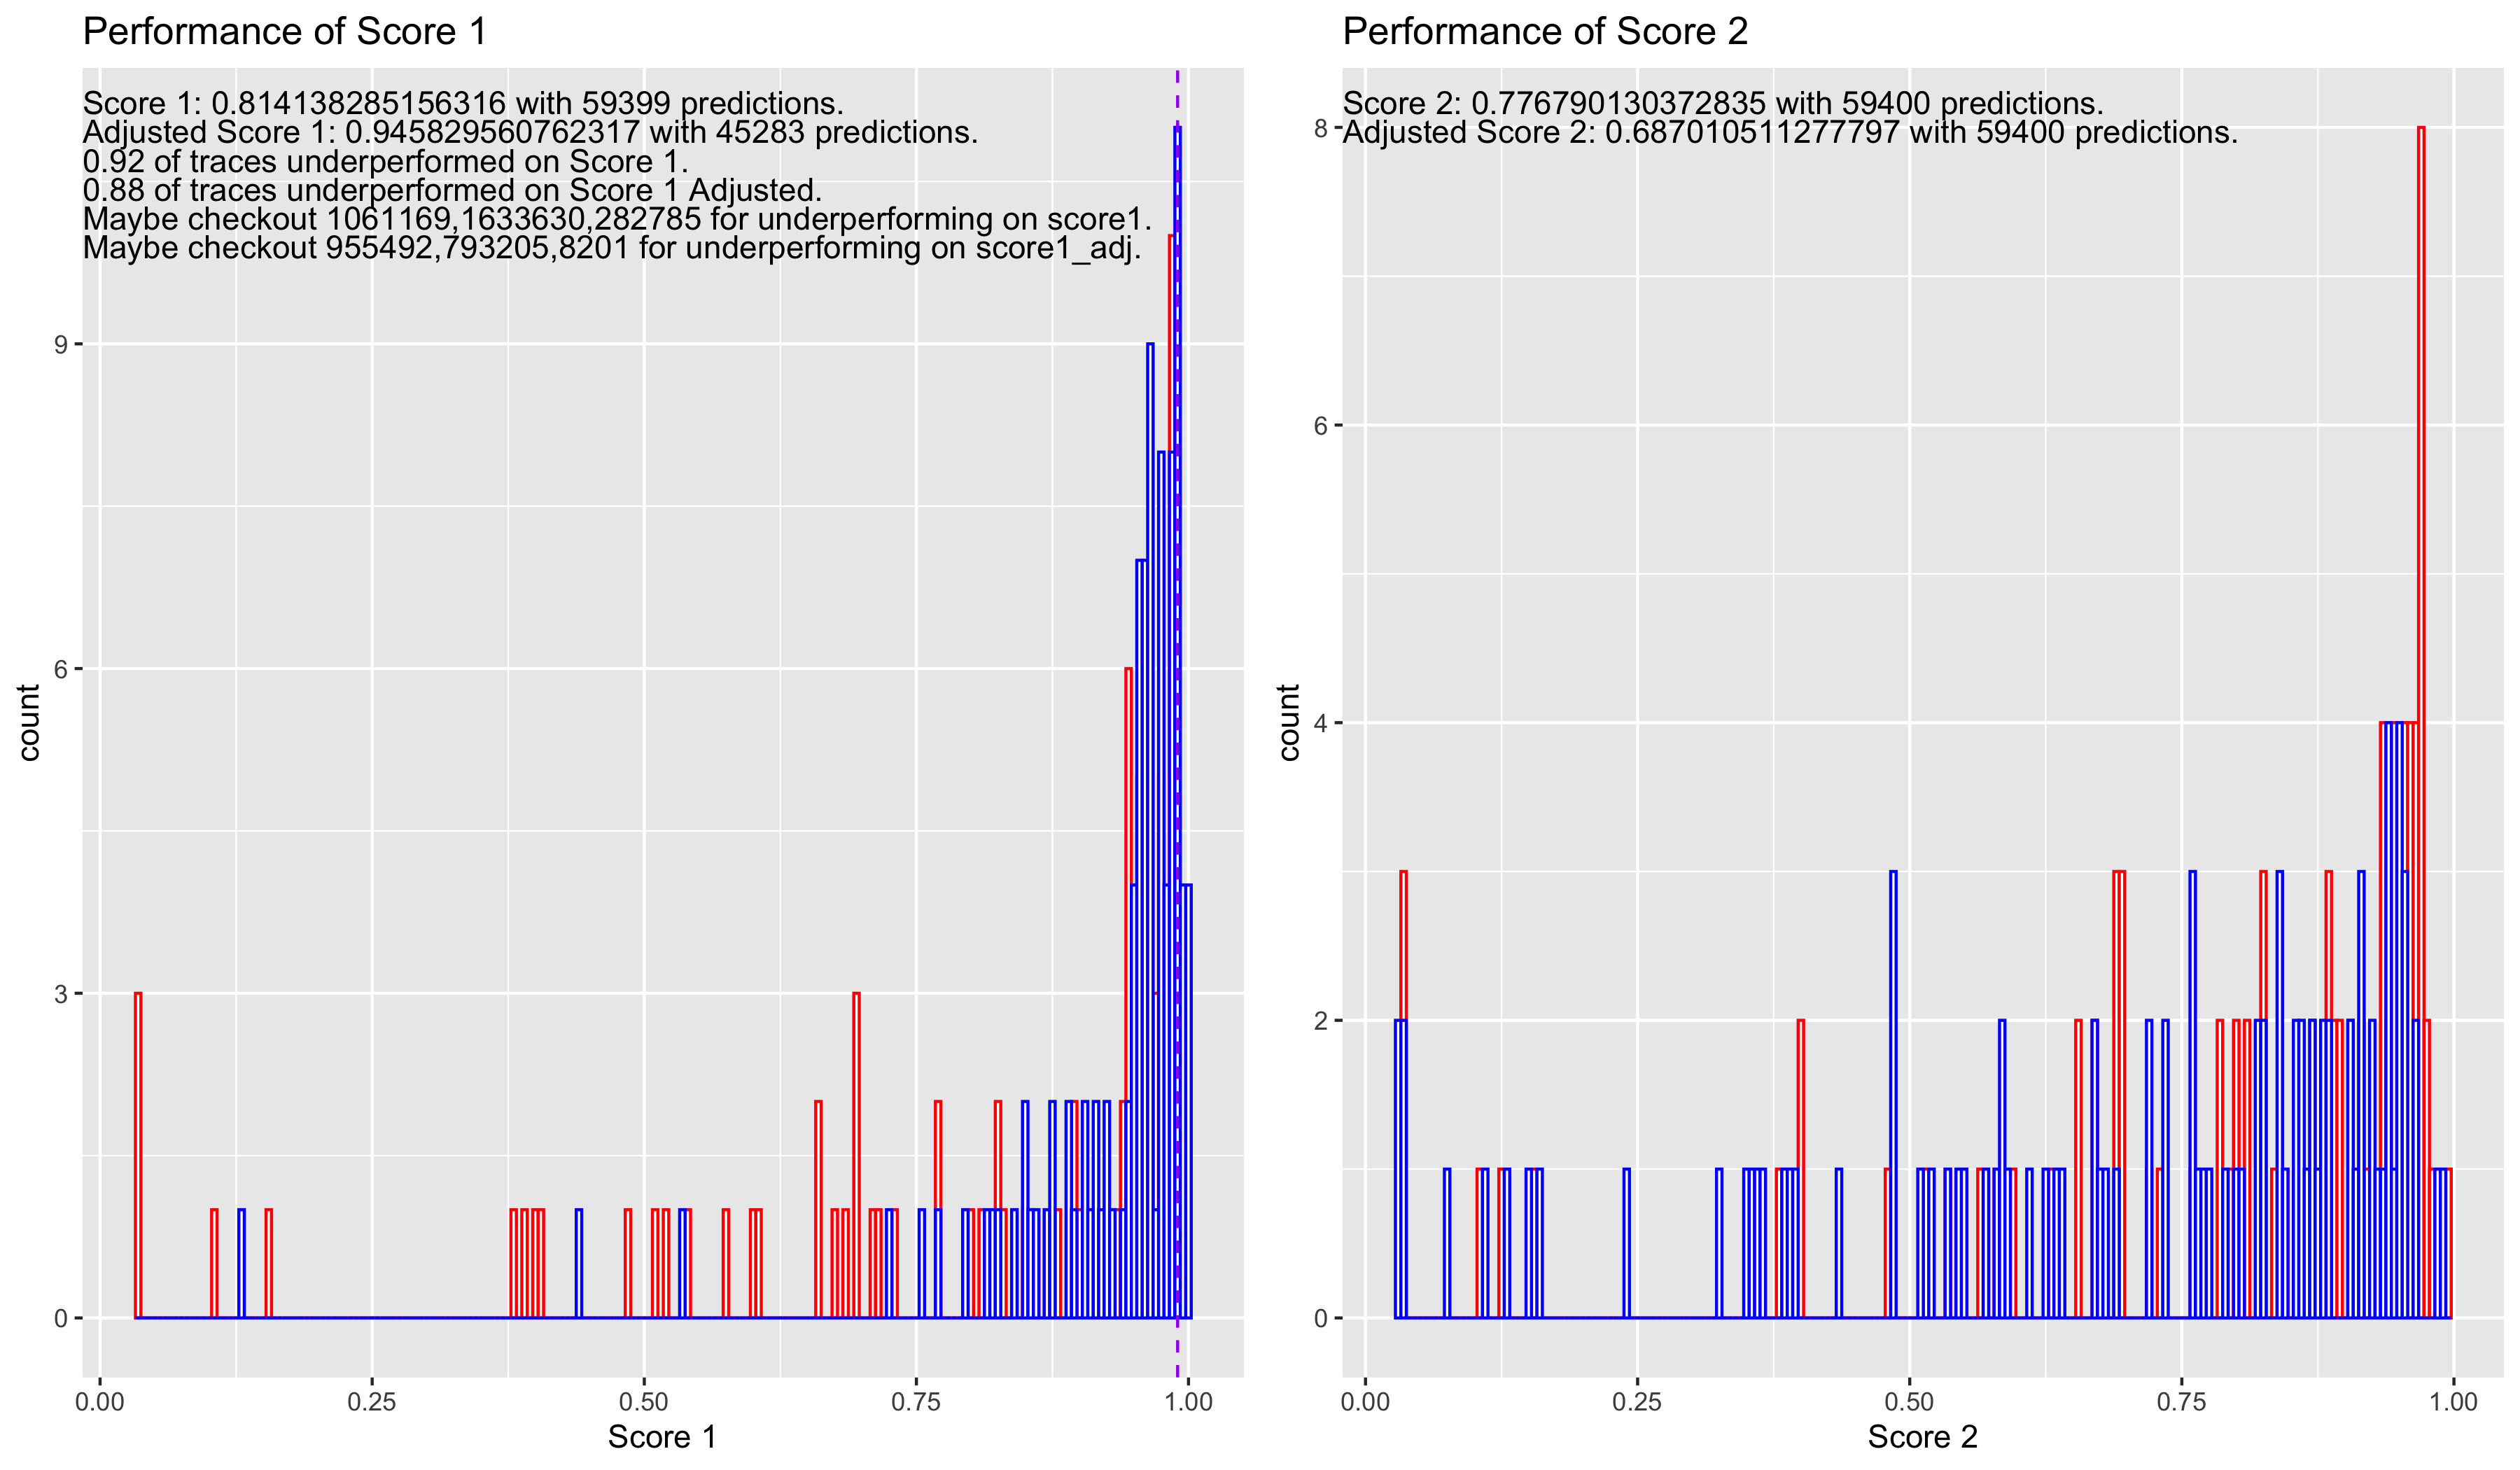 Performance of Score 1
Score 1: 0.814138285156316 with 59399 predictions.
Adjusted Score 1: 0.945829560762317 with 45283 predictions.
0.92 of traces underperformed on Score 1.
0.88 of traces underperformed on Score 1 Adjusted.
Maybe checkout 1061169,1633630,282785 for underperforming on score1.
Maybe checkout 955492,793205,8201 for underperforming on score1_adj.
9
6
3
0
count
0.00 0.25 0.50 0.75 1.00
Score 1
Performance of Score 2
Score 2: 0.776790130372835 with 59400 predictions.
Adjusted Score 2: 0.687010511277797 with 59400 predictions.
8
6
4
2
0
count
0.00 0.25 0.50 0.75 1.00
Score 2